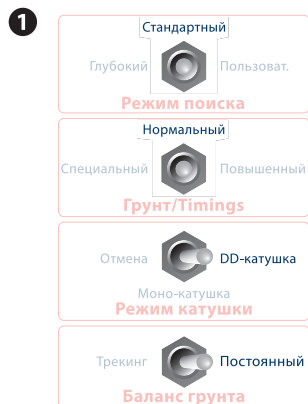 1
Стандартный
Глубокий Пользоват.
Режим поиска
Нормальный
Специальный Повышенный
Грунт/Timings
Отмена DD-катушка
Моно-катушка
Режим катушки
Трекинг Постоянный
Баланс грунта